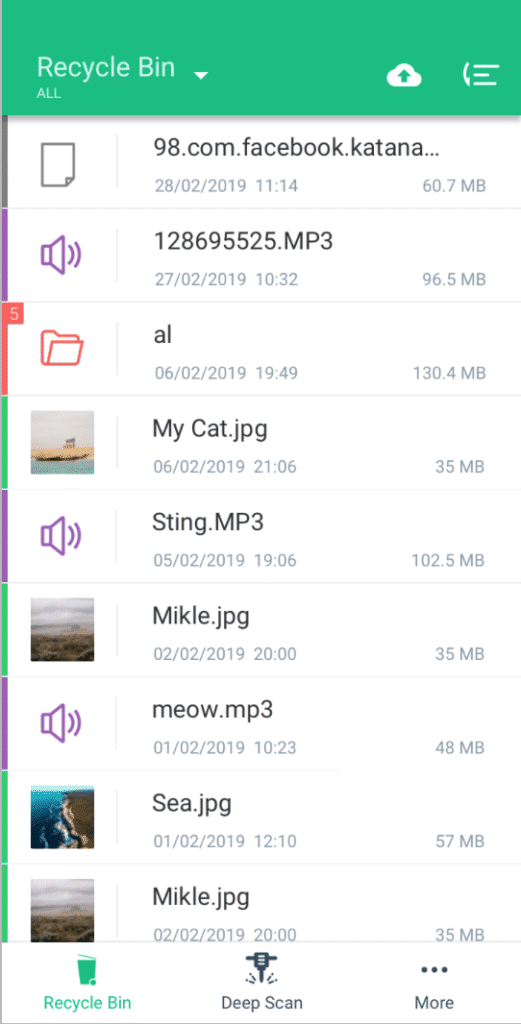 Recycle Bin
ALL
98.com.facebook.katana...
28/02/2019 11:14 60.7 MB
128695525.MP3
27/02/2019 10:32 96.5 MB
5
al
06/02/2019 19:49 130.4 MB
My Cat.jpg
06/02/2019 21:06 35 MB
Sting.MP3
05/02/2019 19:06 102.5 MB
Mikle.jpg
02/02/2019 20:00 35 MB
meow.mp3
01/02/2019 10:23 48 MB
Sea.jpg
01/02/2019 12:10 57 MB
Mikle.jpg
02/02/2019 20:00 35 MB
Recycle Bin Deep Scan More